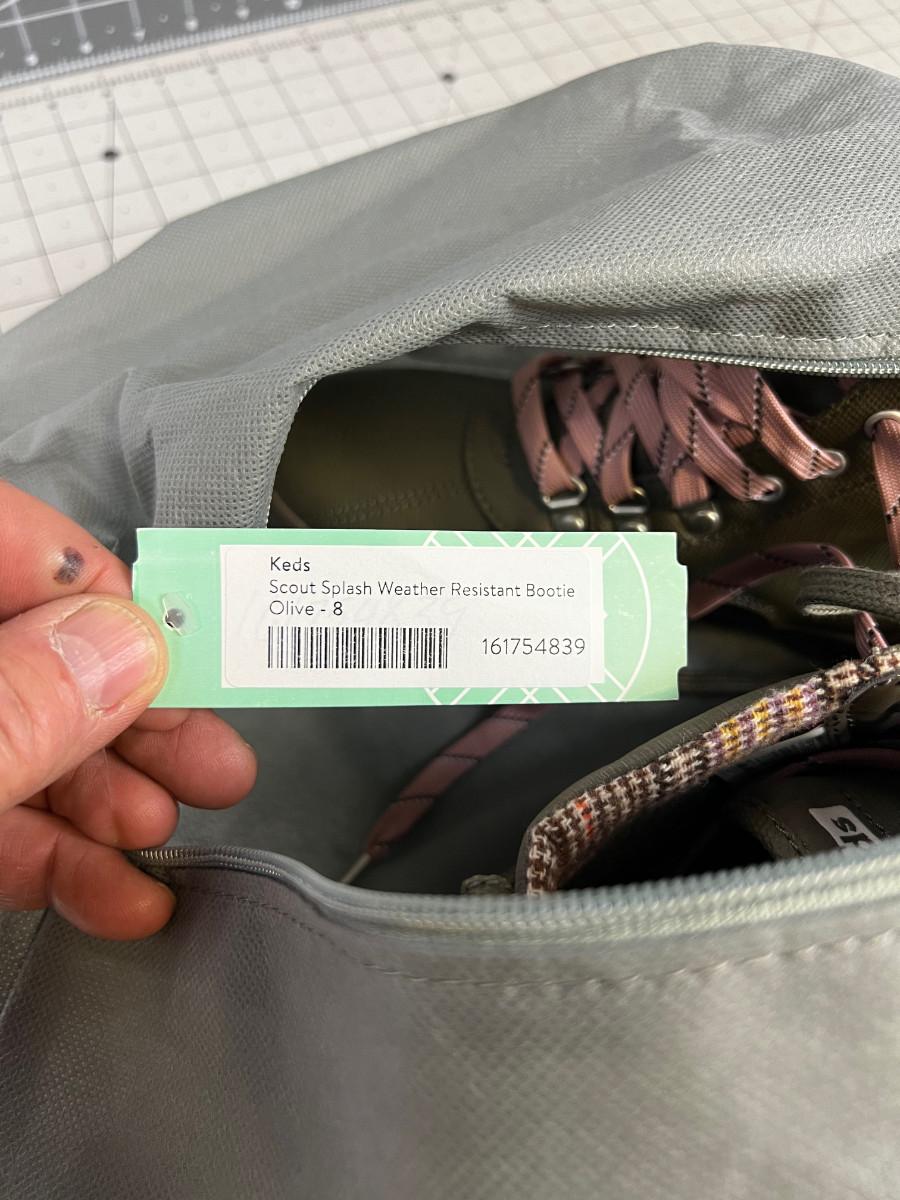 Keds
Scout Splash Weather Resistant Bootie
Olive - 8
161754839